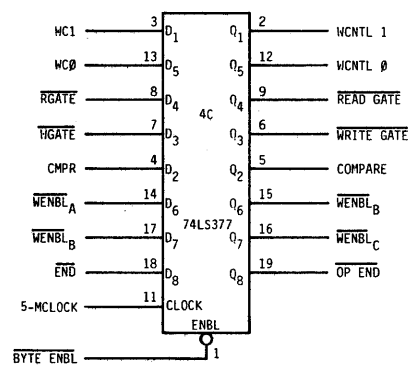 WC1 3 D1 Q1 2 WCNTL 1
WCØ 13 D5 Q5 12 WCNTL Ø
RGATE 8 D4 4C Q4 9 READ GATE
HGATE 7 D3 Q3 6 WRITE GATE
CMPR 4 D2 Q2 5 COMPARE
WENBLA 14 D6 Q6 15 WENBLB
74LS377
WENBLB 17 D7 Q7 16 WENBLC
END 18 D8 Q8 19 OP END
5-MCLOCK 11 CLOCK
ENBL
BYTE ENBL 1